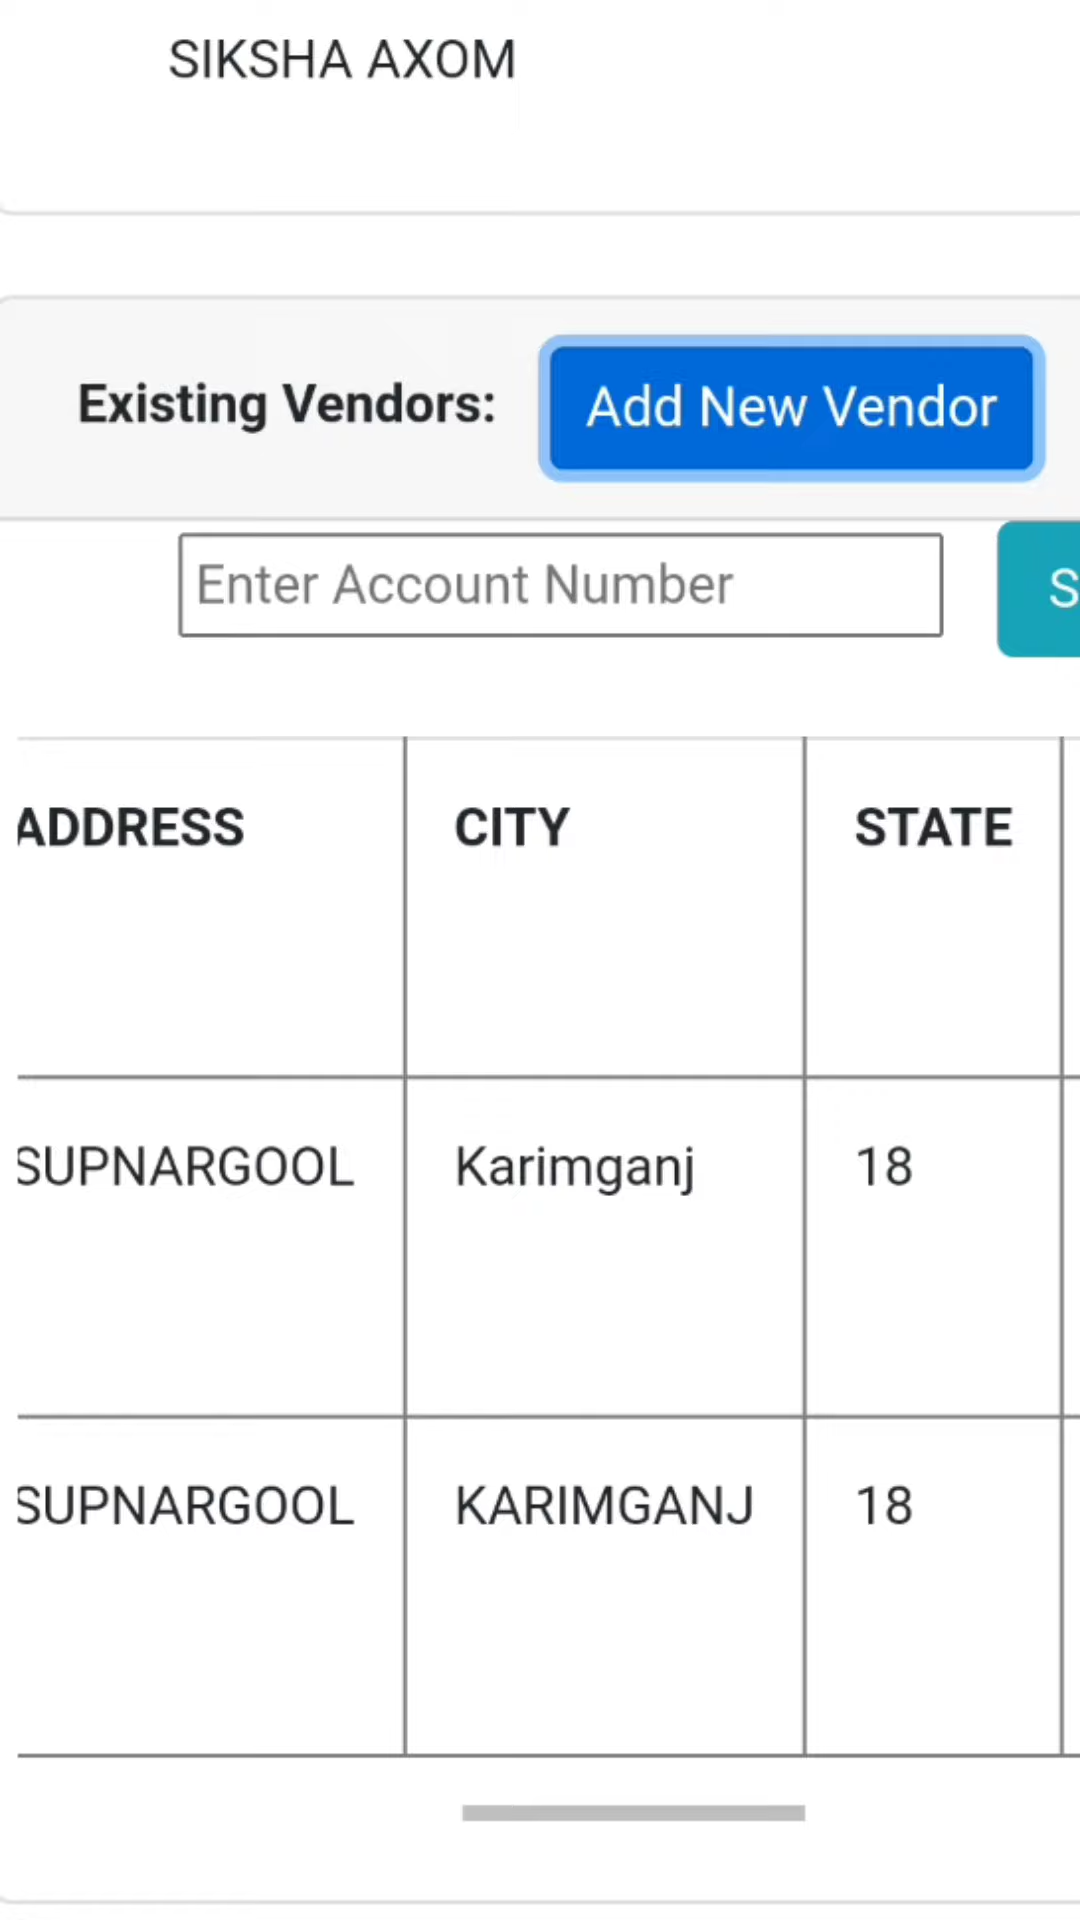 SIKSHA AXOM
Existing Vendors: Add New Vendor
Enter Account Number S
ADDRESS CITY STATE
SUPNARGOOL Karimganj 18
SUPNARGOOL KARIMGANJ 18